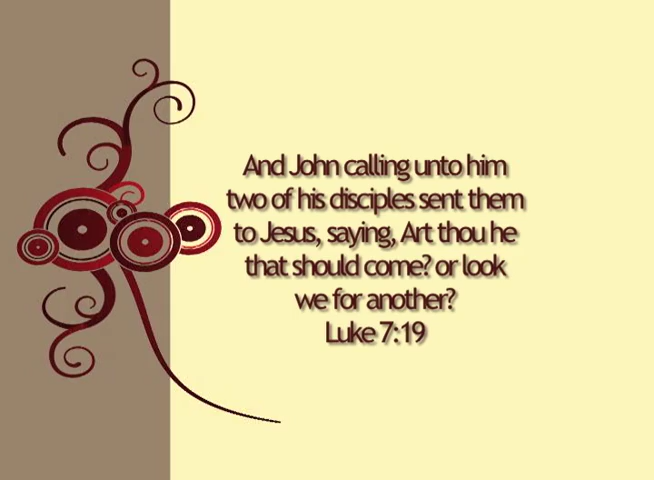 And John calling unto him
two of his disciples sent them
to Jesus, saying, Art thou he
that should come? or look
we for another?
Luke 7:19